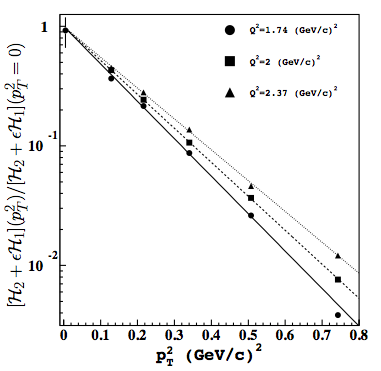 [ℋ₂ + ϵℋ₁](p²_T)/[ℋ₂ + ϵℋ₁](p²_T = 0)
1
10⁻¹
10⁻²
Q²=1.74 (GeV/c)²
Q²=2 (GeV/c)²
Q²=2.37 (GeV/c)²
0 0.1 0.2 0.3 0.4 0.5 0.6 0.7 0.8
p²_T (GeV/c)²